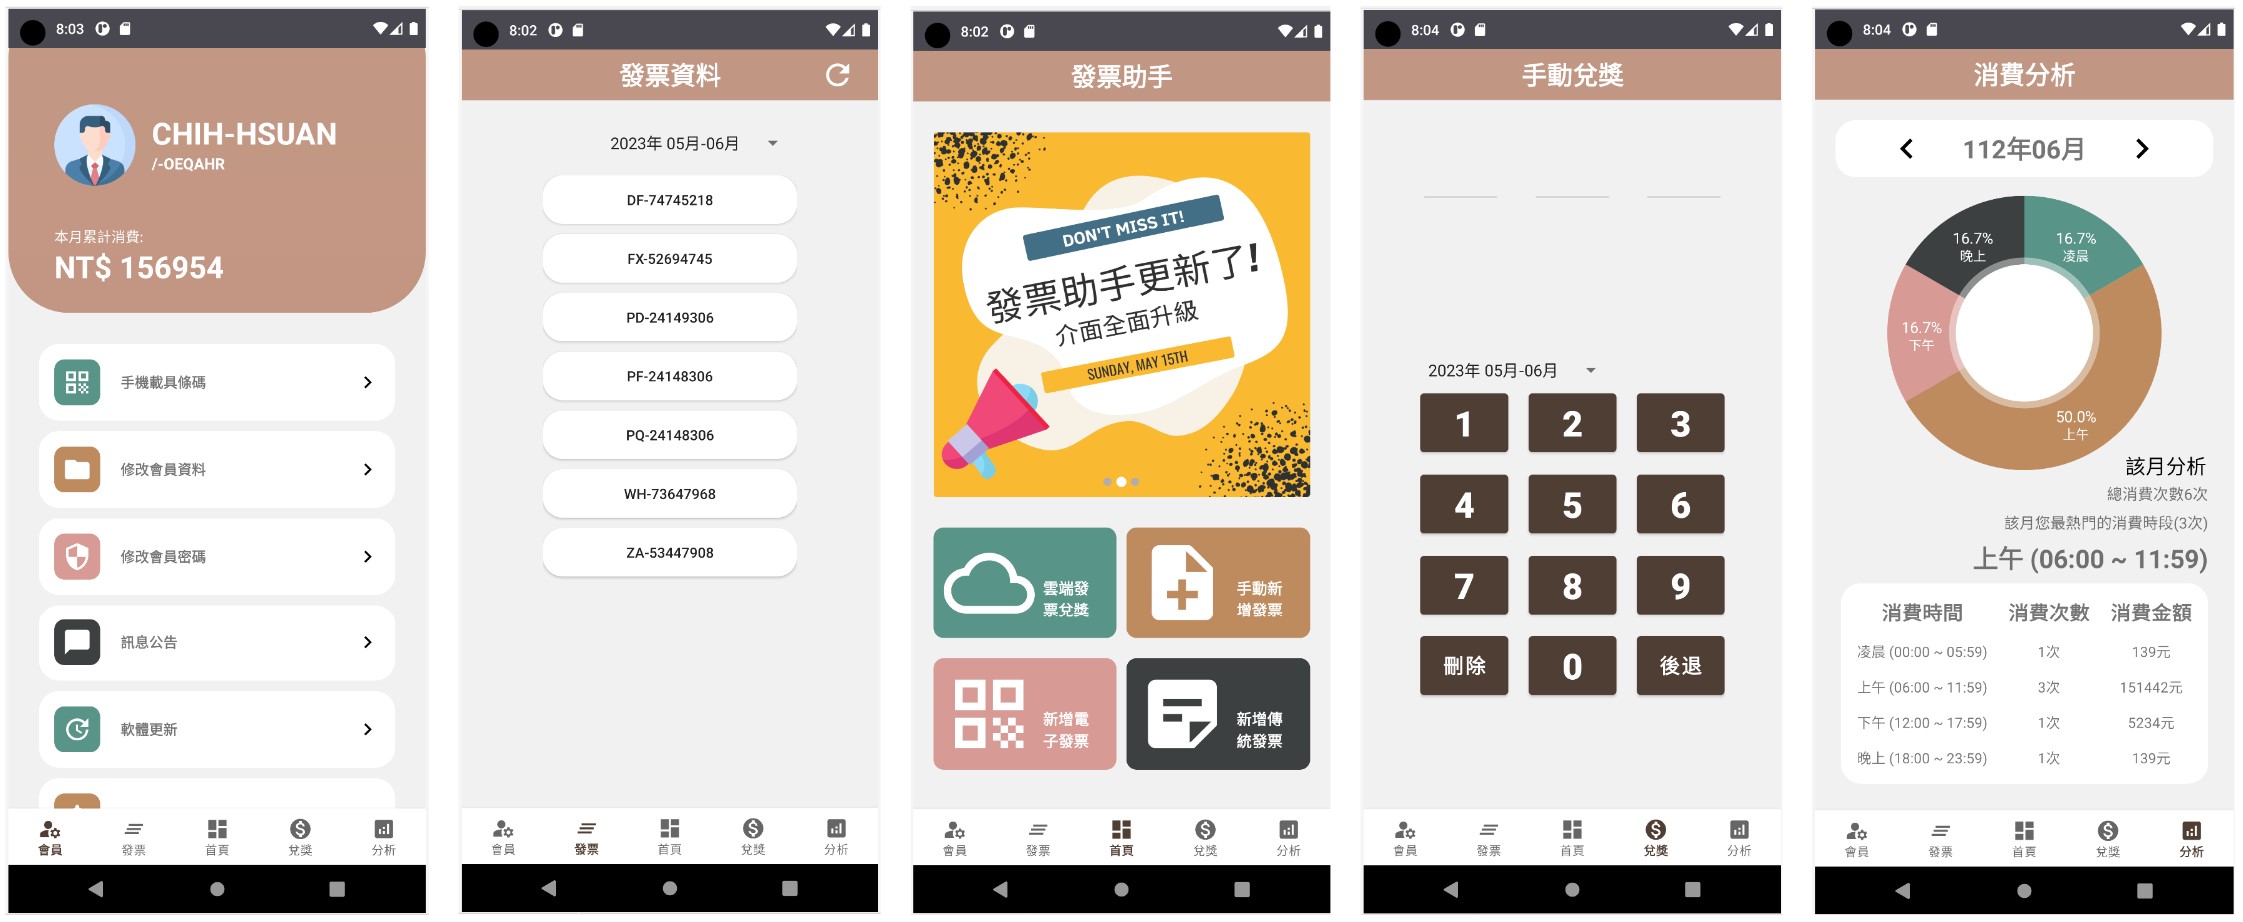 8:03
CHIH-HSUAN
/-OEQAHR
本月累計消費:
NT$ 156954
手機載具條碼
修改會員資料
修改會員密碼
訊息公告
軟體更新
會員
發票
首頁
兌獎
分析
8:02
發票資料
2023年 05月-06月
DF-74745218
FX-52694745
PD-24149306
PF-24148306
PQ-24148306
WH-73647968
ZA-53447908
會員
發票
首頁
兌獎
分析
8:02
發票助手
DON'T MISS IT!
發票助手更新了!
介面全面升級
SUNDAY, MAY 15TH
雲端發
票兌獎
手動新
增發票
新增電
子發票
新增傳
統發票
會員
發票
首頁
兌獎
分析
8:04
手動兌獎
2023年 05月-06月
1 2 3
4 5 6
7 8 9
刪除 0 後退
會員
發票
首頁
兌獎
分析
8:04
消費分析
112年06月
16.7%
晚上
16.7%
凌晨
16.7%
下午
50.0%
上午
該月分析
總消費次數6次
該月您最熱門的消費時段(3次)
上午 (06:00 ~ 11:59)
消費時間 消費次數 消費金額
凌晨 (00:00 ~ 05:59) 1次 139元
上午 (06:00 ~ 11:59) 3次 151442元
下午 (12:00 ~ 17:59) 1次 5234元
晚上 (18:00 ~ 23:59) 1次 139元
會員
發票
首頁
兌獎
分析